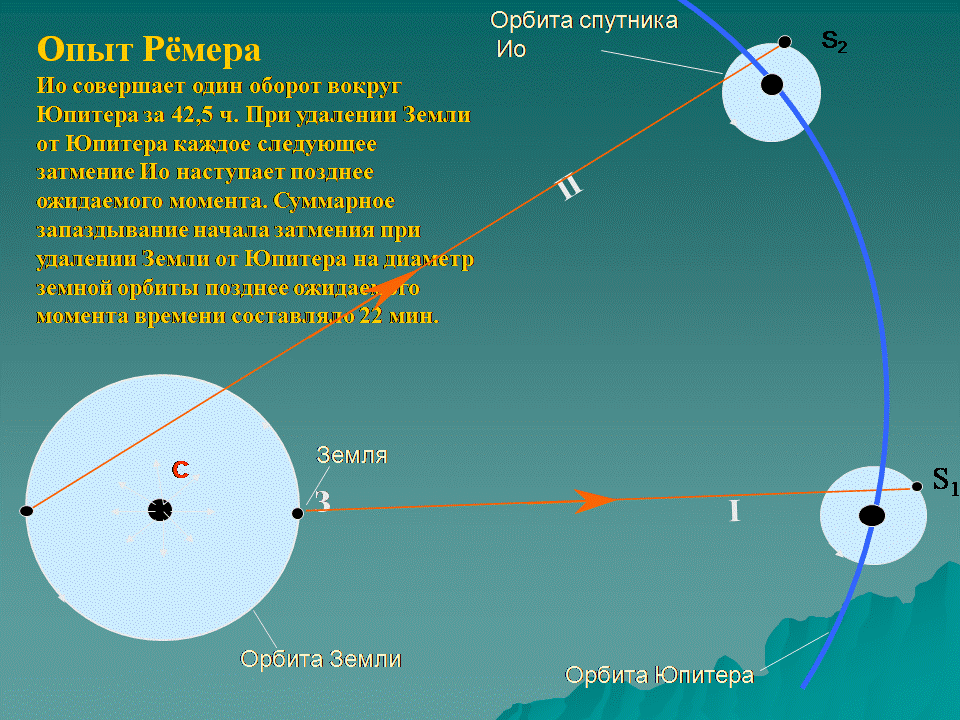 Опыт Рёмера
Ио совершает один оборот вокруг
Юпитера за 42,5 ч. При удалении Земли
от Юпитера каждое следующее
затмение Ио наступает позднее
ожидаемого момента. Суммарное
запаздывание начала затмения при
удалении Земли от Юпитера на диаметр
земной орбиты позднее ожидаемого
момента времени составляло 22 мин.
Орбита спутника
Ио
S2
II
С
Земля
З
I
S1
Орбита Земли
Орбита Юпитера